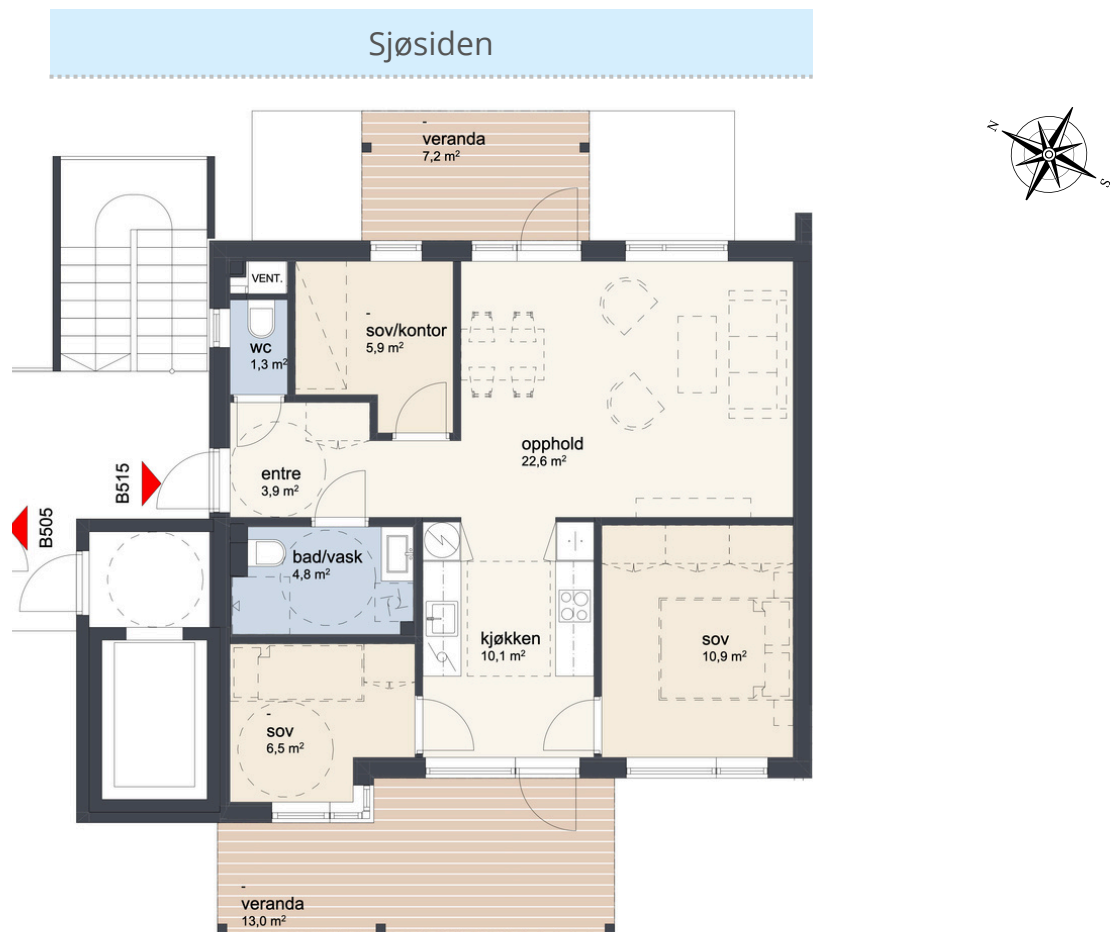 Sjøsiden
N
S
-
veranda
7,2 m²
VENT.
wc
1,3 m²
-
sov/kontor
5,9 m²
opphold
22,6 m²
entre
3,9 m²
B515
B505
bad/vask
4,8 m²
kjøkken
10,1 m²
sov
10,9 m²
-
sov
6,5 m²
-
veranda
13,0 m²